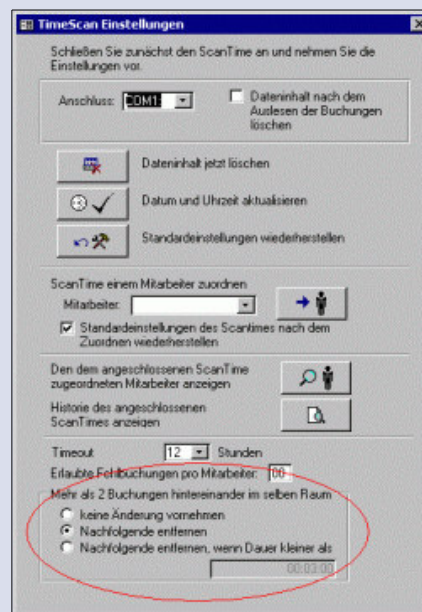 TimeScan Einstellungen
Schließen Sie zunächst den ScanTime an und nehmen Sie die
Einstellungen vor.
Anschluss: COM1:
Dateninhalt nach dem
Auslesen der Buchungen
löschen
Dateninhalt jetzt löschen
Datum und Uhrzeit aktualisieren
Standardeinstellungen wiederherstellen
ScanTime einem Mitarbeiter zuordnen
Mitarbeiter:
Standardeinstellungen des Scantimes nach dem
Zuordnen wiederherstellen
Den dem angeschlossenen ScanTime
zugeordneten Mitarbeiter anzeigen
Historie des angeschlossenen
ScanTimes anzeigen
Timeout 12 Stunden
Erlaubte Fehlbuchungen pro Mitarbeiter: 00
Mehr als 2 Buchungen hintereinander im selben Raum
keine Änderung vornehmen
Nachfolgende entfernen
Nachfolgende entfernen, wenn Dauer kleiner als
00:03:00